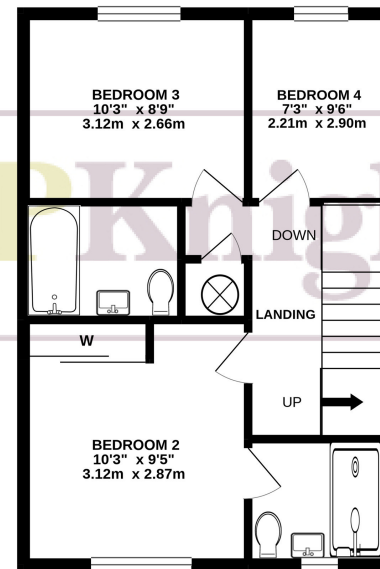 BEDROOM 3
10'3" x 8'9"
3.12m x 2.66m
BEDROOM 4
7'3" x 9'6"
2.21m x 2.90m
PKnigh
DOWN
LANDING
W
UP
BEDROOM 2
10'3" x 9'5"
3.12m x 2.87m